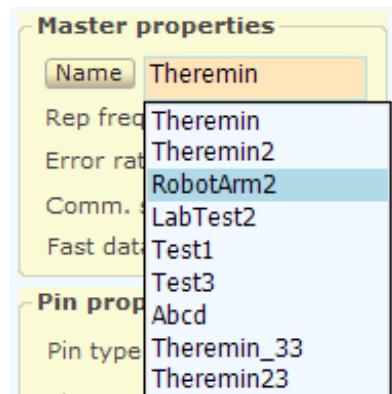 Master properties
Name Theremin
Rep freq Theremin
Error rat Theremin2
RobotArm2
Comm. LabTest2
Fast dat Test1
Test3
Pin prop Abcd
Pin type Theremin_33
Theremin23